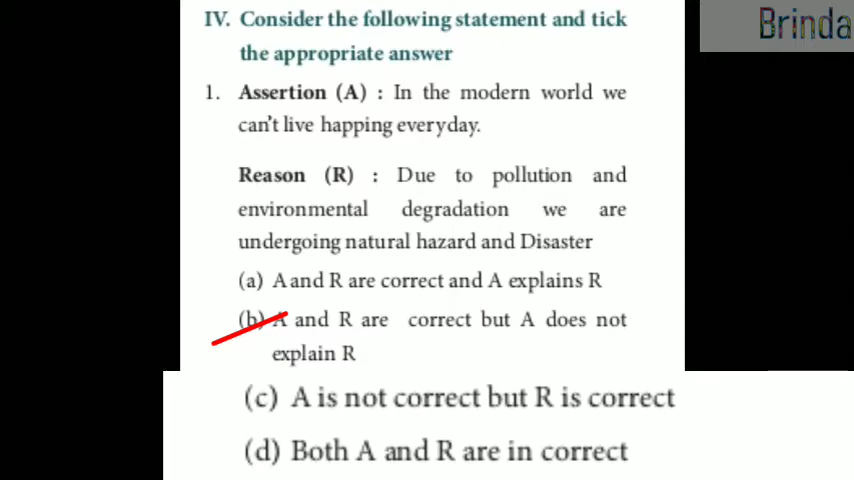 Brinda
IV. Consider the following statement and tick
the appropriate answer
1. Assertion (A) : In the modern world we
can't live happing everyday.
Reason (R) : Due to pollution and
environmental degradation we are
undergoing natural hazard and Disaster
(a) A and R are correct and A explains R
(b) A and R are correct but A does not
explain R
(c) A is not correct but R is correct
(d) Both A and R are in correct